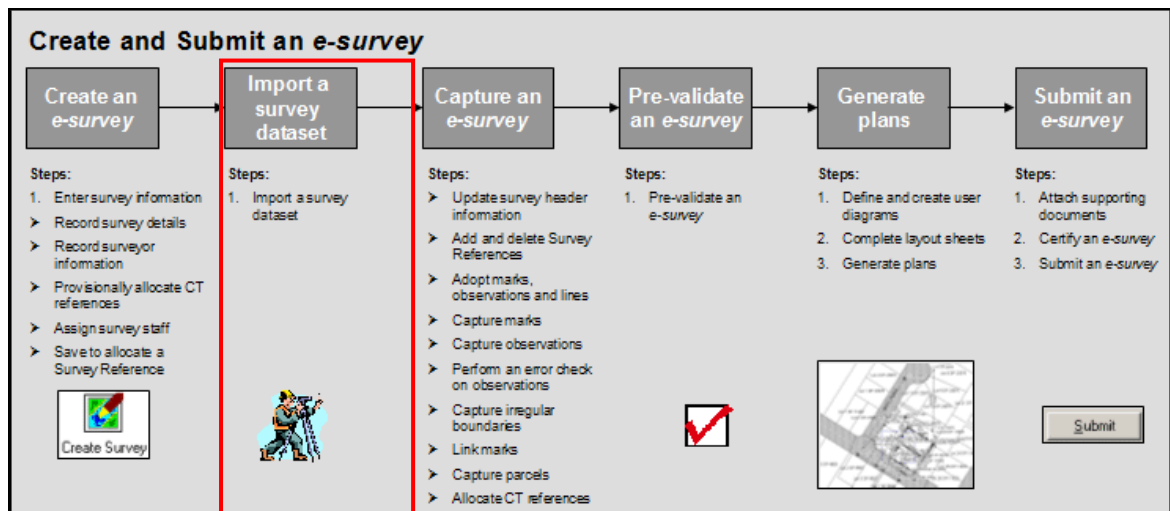 Create and Submit an e-survey
Create an
e-survey
Import a
survey
dataset
Capture an
e-survey
Pre-validate
an e-survey
Generate
plans
Submit an
e-survey
Steps:
1. Enter survey information
➤ Record survey details
➤ Record surveyor
information
➤ Provisionally allocate CT
references
➤ Assign survey staff
➤ Save to allocate a
Survey Reference
Create Survey
Steps:
1. Import a survey
dataset
Steps:
➤ Update survey header
information
➤ Add and delete Survey
References
➤ Adopt marks,
observations and lines
➤ Capture marks
➤ Capture observations
➤ Perform an error check
on observations
➤ Capture irregular
boundaries
➤ Link marks
➤ Capture parcels
➤ Allocate CT references
Steps:
1. Pre-validate an
e-survey
Steps:
1. Define and create user
diagrams
2. Complete layout sheets
3. Generate plans
Steps:
1. Attach supporting
documents
2. Certify an e-survey
3. Submit an e-survey
Submit